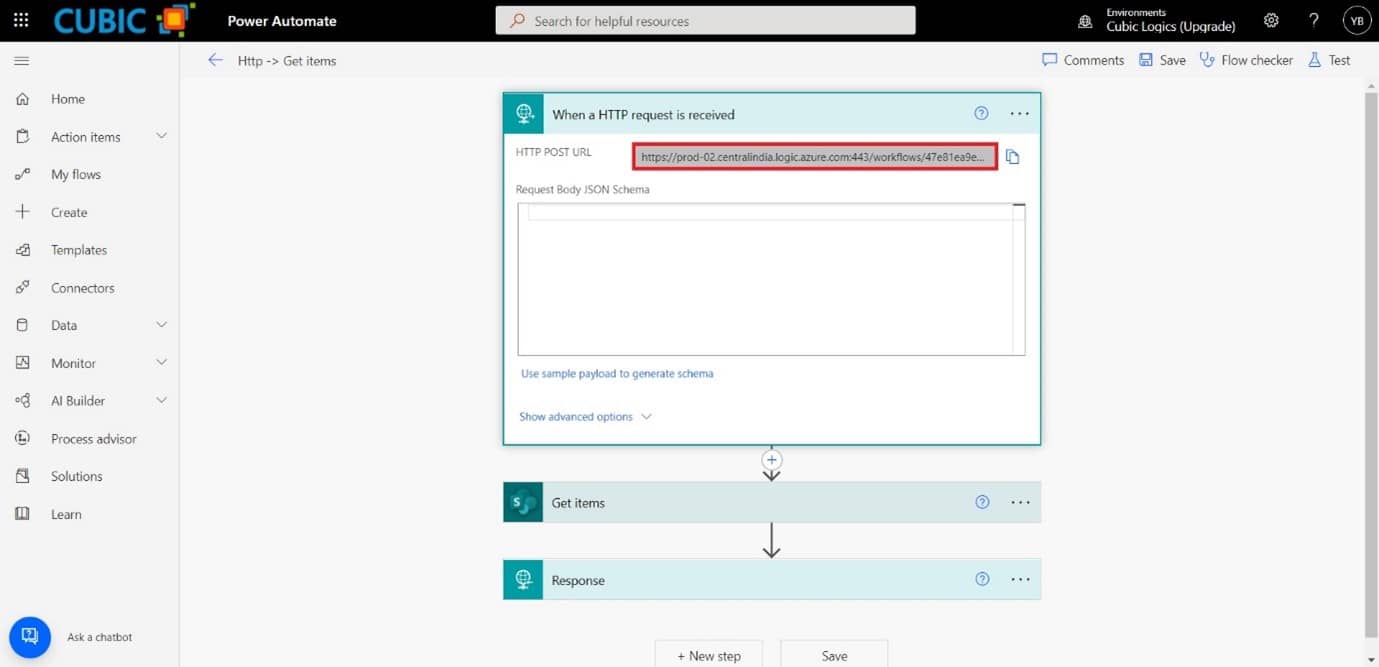 CUBIC
Power Automate
Search for helpful resources
Environments
Cubic Logics (Upgrade)
?
YB
Http -> Get items
Comments
Save
Flow checker
Test
Home
Action items
My flows
Create
Templates
Connectors
Data
Monitor
AI Builder
Process advisor
Solutions
Learn
Ask a chatbot
When a HTTP request is received
?
...
HTTP POST URL
https://prod-02.centralindia.logic.azure.com:443/workflows/47e81ea9e...
Request Body JSON Schema
Use sample payload to generate schema
Show advanced options
+
S
Get items
?
...
Response
?
...
+ New step
Save